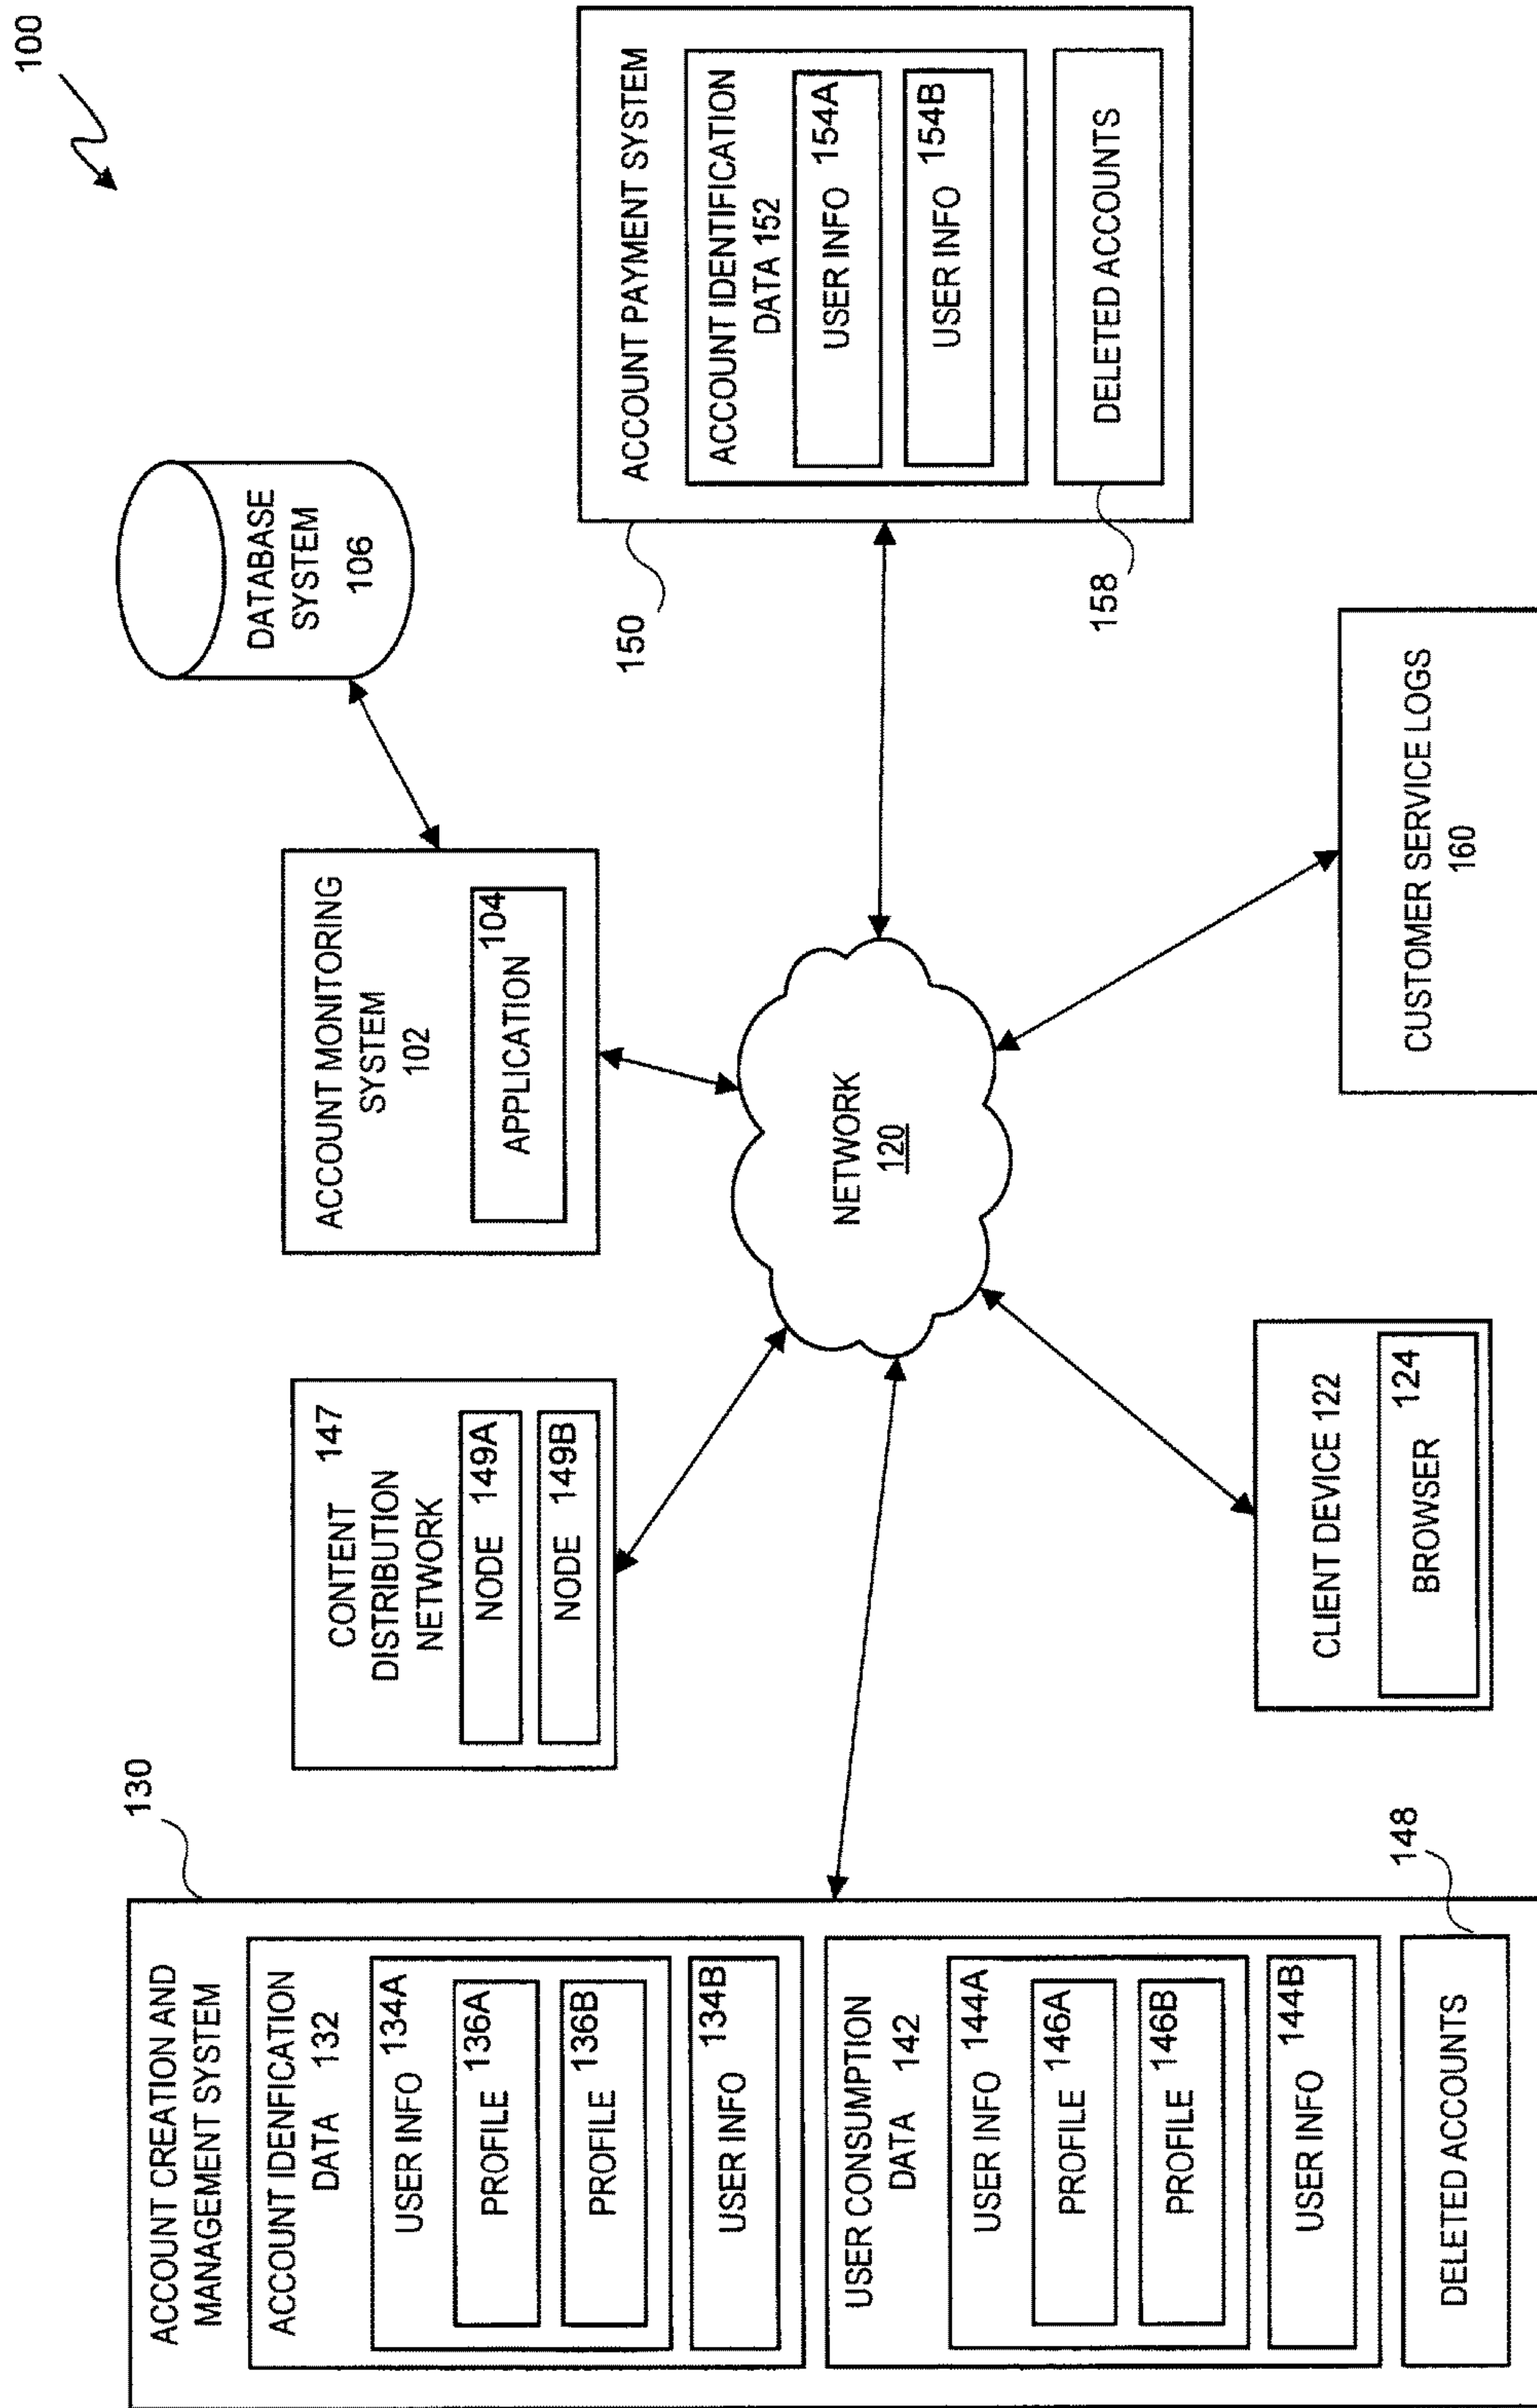 100
130
ACCOUNT CREATION AND
MANAGEMENT SYSTEM
ACCOUNT IDENFICATION
DATA 132
USER INFO 134A
PROFILE 136A
PROFILE 136B
USER INFO 134B
USER CONSUMPTION
DATA 142
USER INFO 144A
PROFILE 146A
PROFILE 146B
USER INFO 144B
148
DELETED ACCOUNTS
CONTENT 147
DISTRIBUTION
NETWORK
NODE 149A
NODE 149B
ACCOUNT MONITORING
SYSTEM
102
104
APPLICATION
DATABASE
SYSTEM
106
NETWORK
120
150
ACCOUNT PAYMENT SYSTEM
ACCOUNT IDENTIFICATION
DATA 152
USER INFO 154A
USER INFO 154B
158
DELETED ACCOUNTS
CLIENT DEVICE 122
BROWSER 124
CUSTOMER SERVICE LOGS
160